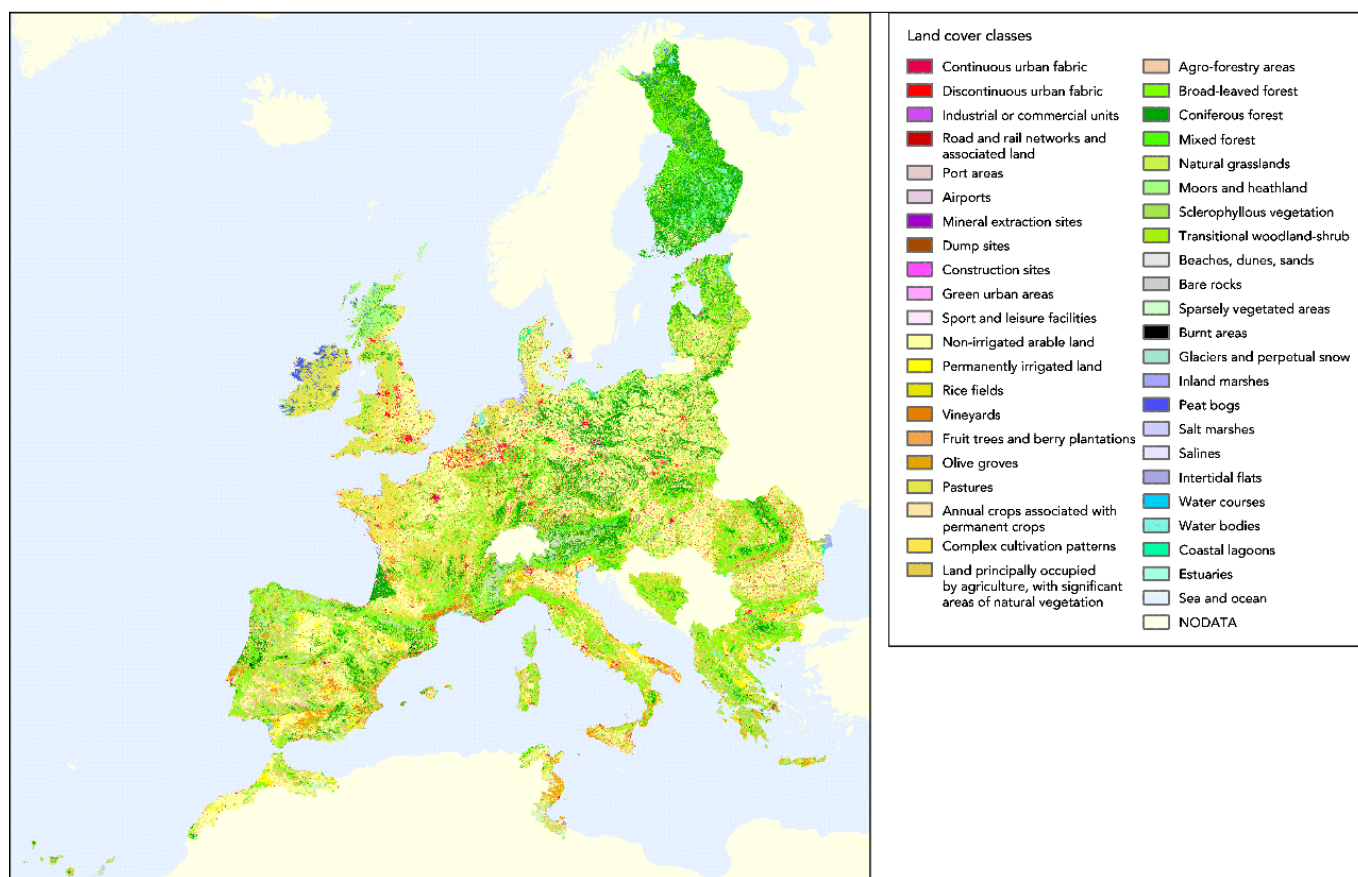 Land cover classes
Continuous urban fabric
Discontinuous urban fabric
Industrial or commercial units
Road and rail networks and
associated land
Port areas
Airports
Mineral extraction sites
Dump sites
Construction sites
Green urban areas
Sport and leisure facilities
Non-irrigated arable land
Permanently irrigated land
Rice fields
Vineyards
Fruit trees and berry plantations
Olive groves
Pastures
Annual crops associated with
permanent crops
Complex cultivation patterns
Land principally occupied
by agriculture, with significant
areas of natural vegetation
Agro-forestry areas
Broad-leaved forest
Coniferous forest
Mixed forest
Natural grasslands
Moors and heathland
Sclerophyllous vegetation
Transitional woodland-shrub
Beaches, dunes, sands
Bare rocks
Sparsely vegetated areas
Burnt areas
Glaciers and perpetual snow
Inland marshes
Peat bogs
Salt marshes
Salines
Intertidal flats
Water courses
Water bodies
Coastal lagoons
Estuaries
Sea and ocean
NODATA